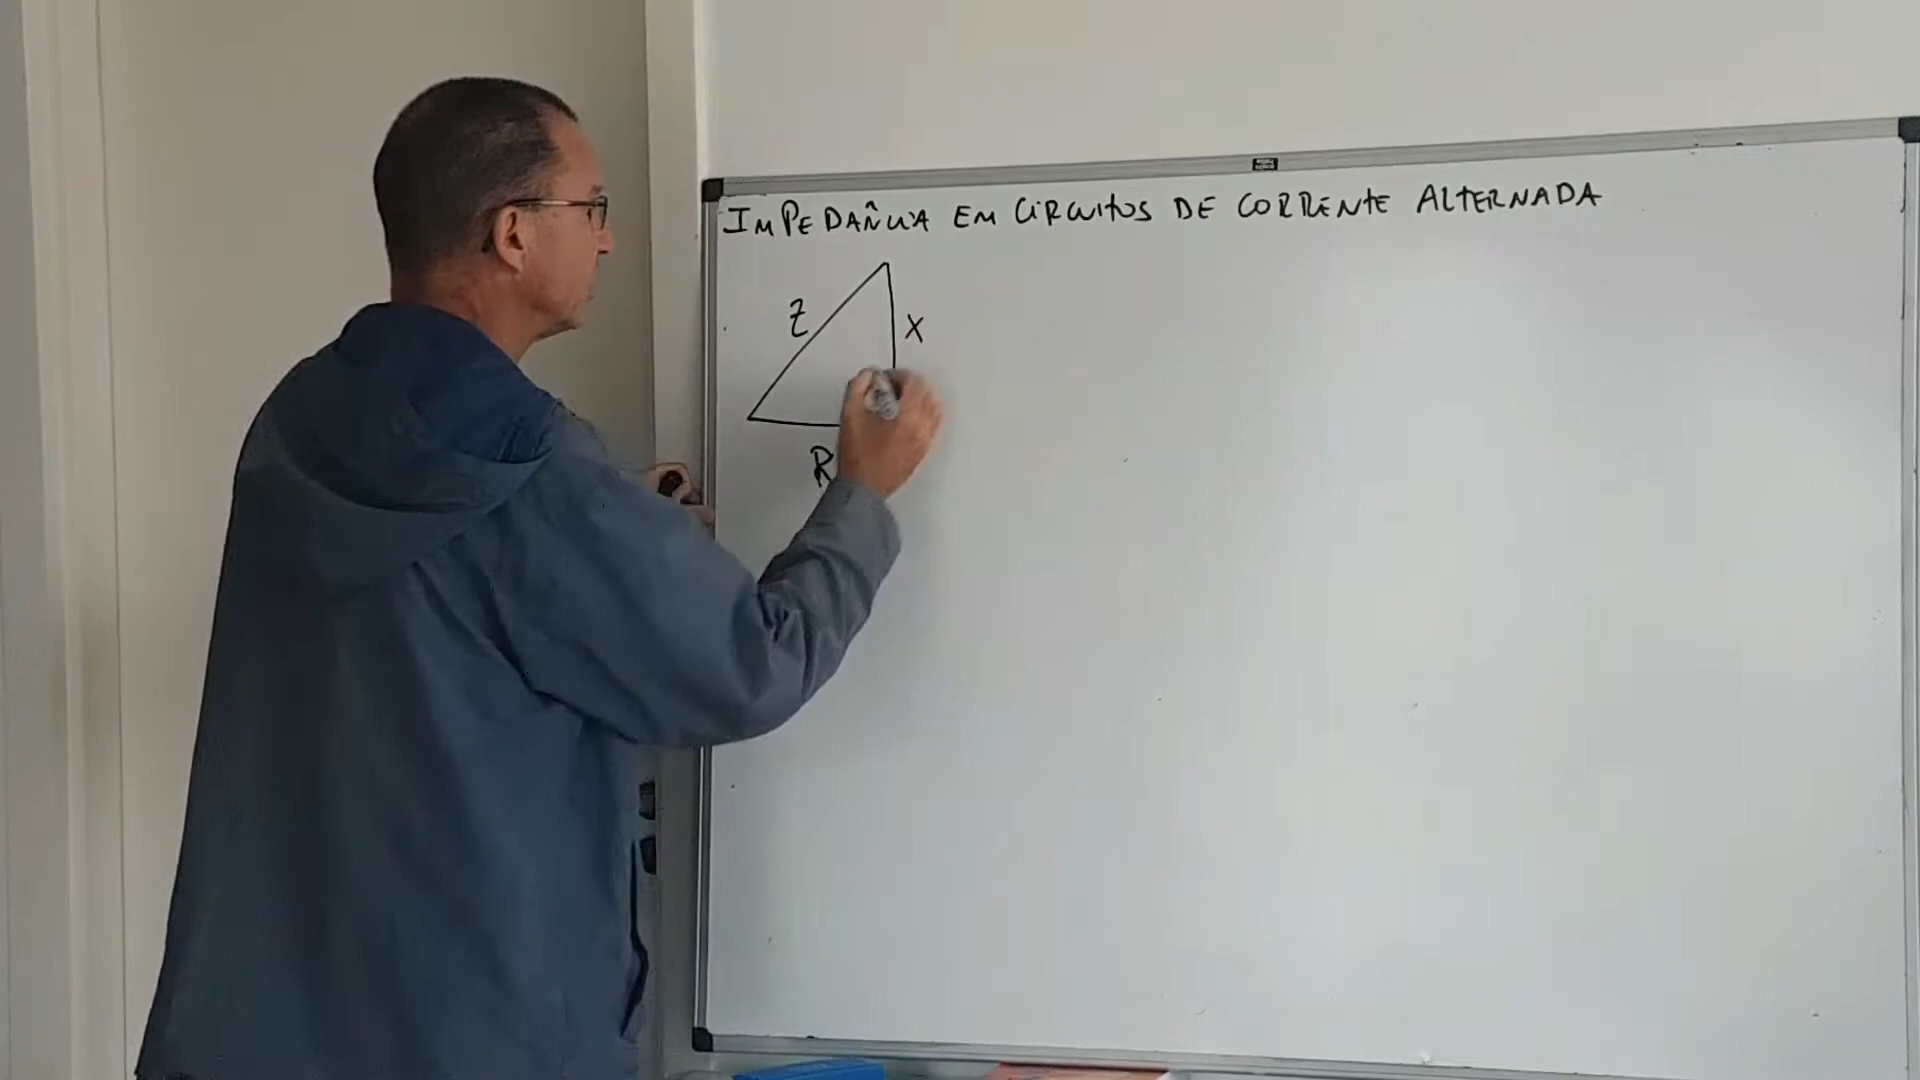 IMPEDÂNCIA EM CIRCUITOS DE CORRENTE ALTERNADA
Z
X
R